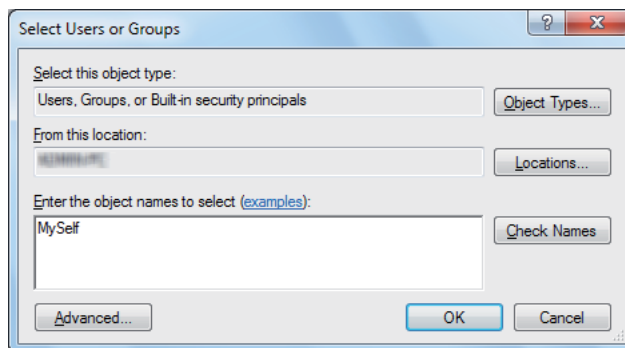 Select Users or Groups
Select this object type:
Users, Groups, or Built-in security principals
Object Types...
From this location:
Locations...
Enter the object names to select (examples):
MySelf
Check Names
Advanced...
OK
Cancel